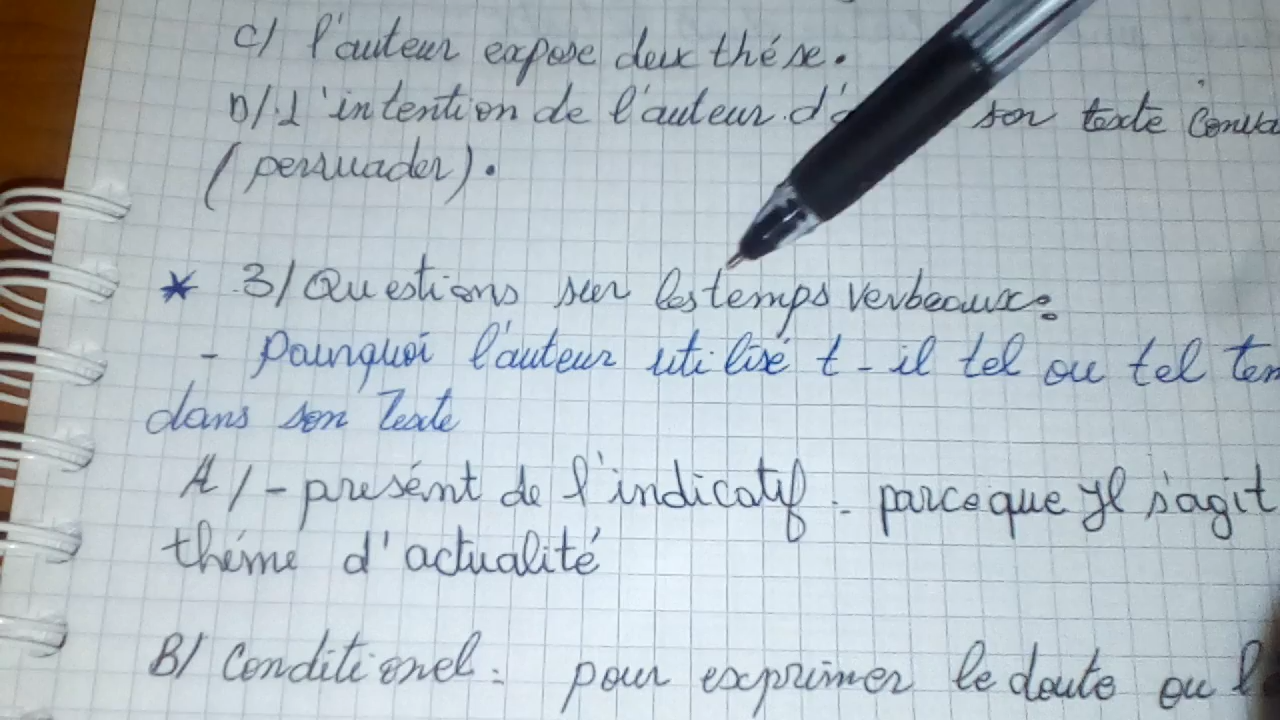 C/ l'auteur expose deux thése.
D/. L'intention de l'auteur. son texte
(persuader).
* 3/ Questions sur les temps verbeaux:
- Pourquoi l'auteur utilisé t-il tel ou tel
dans son Texte
A/- présént de l'indicatif: parceque yl s'agit
théme d'actualité
B/ Conditionel: pour exprimer le doute ou